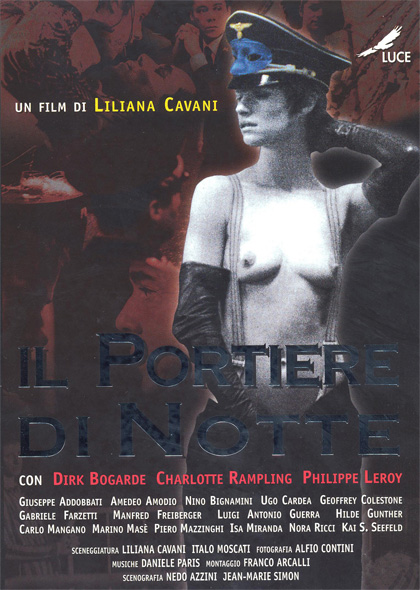 LUCE
UN FILM DI LILIANA CAVANI
IL PORTIERE
DI NOTTE
CON DIRK BOGARDE CHARLOTTE RAMPLING PHILIPPE LEROY
GIUSEPPE ADDOBBATI AMEDEO AMODIO NINO BIGNAMINI UGO CARDEA GEOFFREY COLESTONE
GABRIELE FARZETTI MANFRED FREIBERGER LUIGI ANTONIO GUERRA HILDE GUNTHER
CARLO MANGANO MARINO MASÈ PIERO MAZZINGHI ISA MIRANDA NORA RICCI KAI S. SEEFELD
SCENEGGIATURA LILIANA CAVANI ITALO MOSCATI FOTOGRAFIA ALFIO CONTINI
MUSICHE DANIELE PARIS MONTAGGIO FRANCO ARCALLI
SCENOGRAFIA NEDO AZZINI JEAN-MARIE SIMON